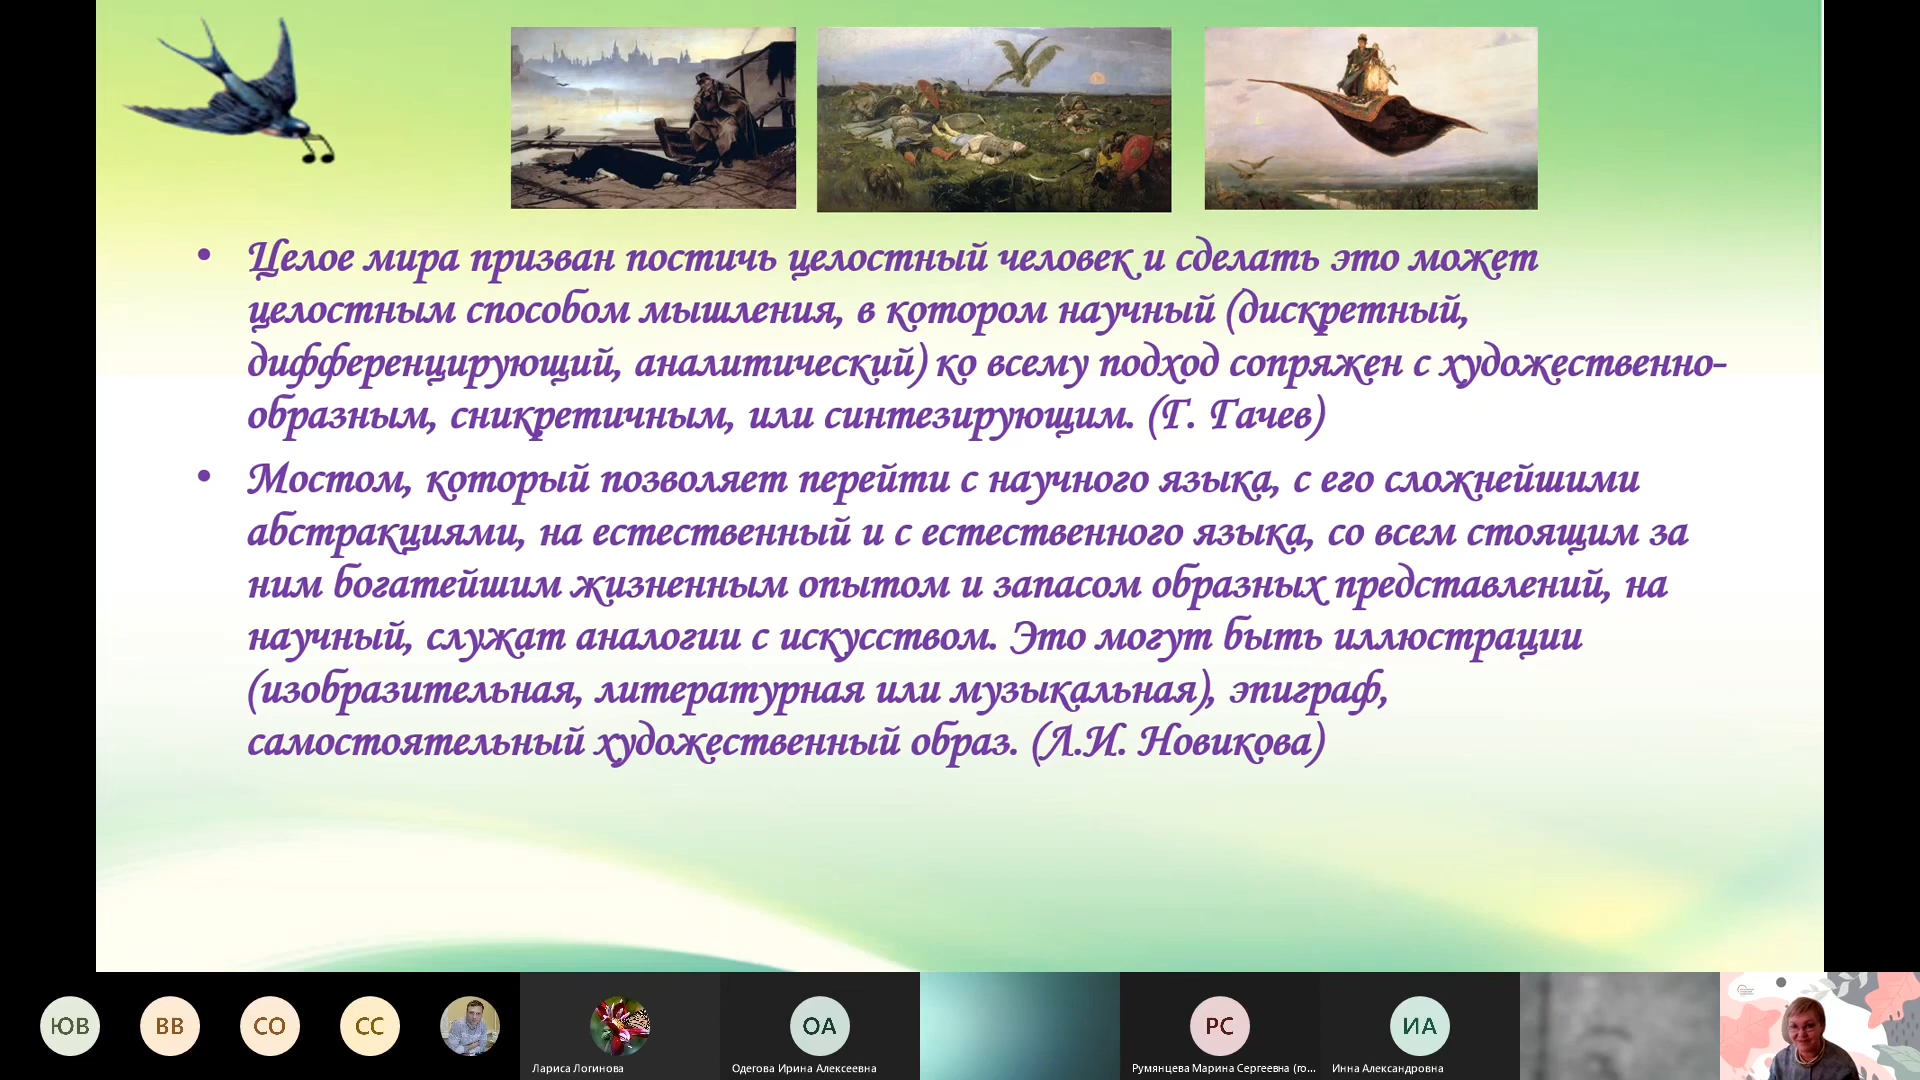 • Целое мира призван постичь целостный человек и сделать это может
целостным способом мышления, в котором научный (дискретный,
дифференцирующий, аналитический) ко всему подход сопряжен с художественно-
образным, сникретичным, или синтезирующим. (Г. Гачев)
• Мостом, который позволяет перейти с научного языка, с его сложнейшими
абстракциями, на естественный и с естественного языка, со всем стоящим за
ним богатейшим жизненным опытом и запасом образных представлений, на
научный, служат аналогии с искусством. Это могут быть иллюстрации
(изобразительная, литературная или музыкальная), эпиграф,
самостоятельный художественный образ. (Л.И. Новикова)
ЮВ
ВВ
СО
СС
Лариса Логинова
ОА
Одегова Ирина Алексеевна
РС
Румянцева Марина Сергеевна (го...
ИА
Инна Александровна